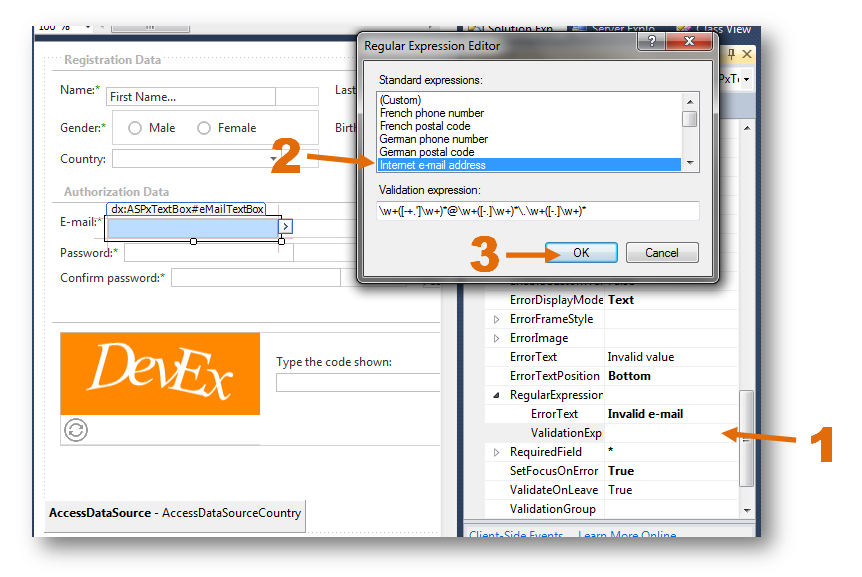 100 %
Solution Exp...
Server Explo...
Class View
Registration Data
Name:*
First Name...
Last
Gender:*
Male
Female
Birth
Country:
Authorization Data
dx:ASPxTextBox#eMailTextBox
E-mail:*
Password:*
Confirm password:*
DevEx
Type the code shown:
AccessDataSource - AccessDataSourceCountry
Regular Expression Editor
Standard expressions:
(Custom)
French phone number
French postal code
German phone number
German postal code
Internet e-mail address
Validation expression:
\w+([-+.']\w+)*@\w+([-.]\w+)*\.\w+([-.]\w+)*
OK
Cancel
2
3
1
ErrorDisplayMode Text
ErrorFrameStyle
ErrorImage
ErrorText Invalid value
ErrorTextPosition Bottom
RegularExpression
ErrorText Invalid e-mail
ValidationExp
RequiredField *
SetFocusOnError True
ValidateOnLeave True
ValidationGroup
Client-Side Events... Learn More Online